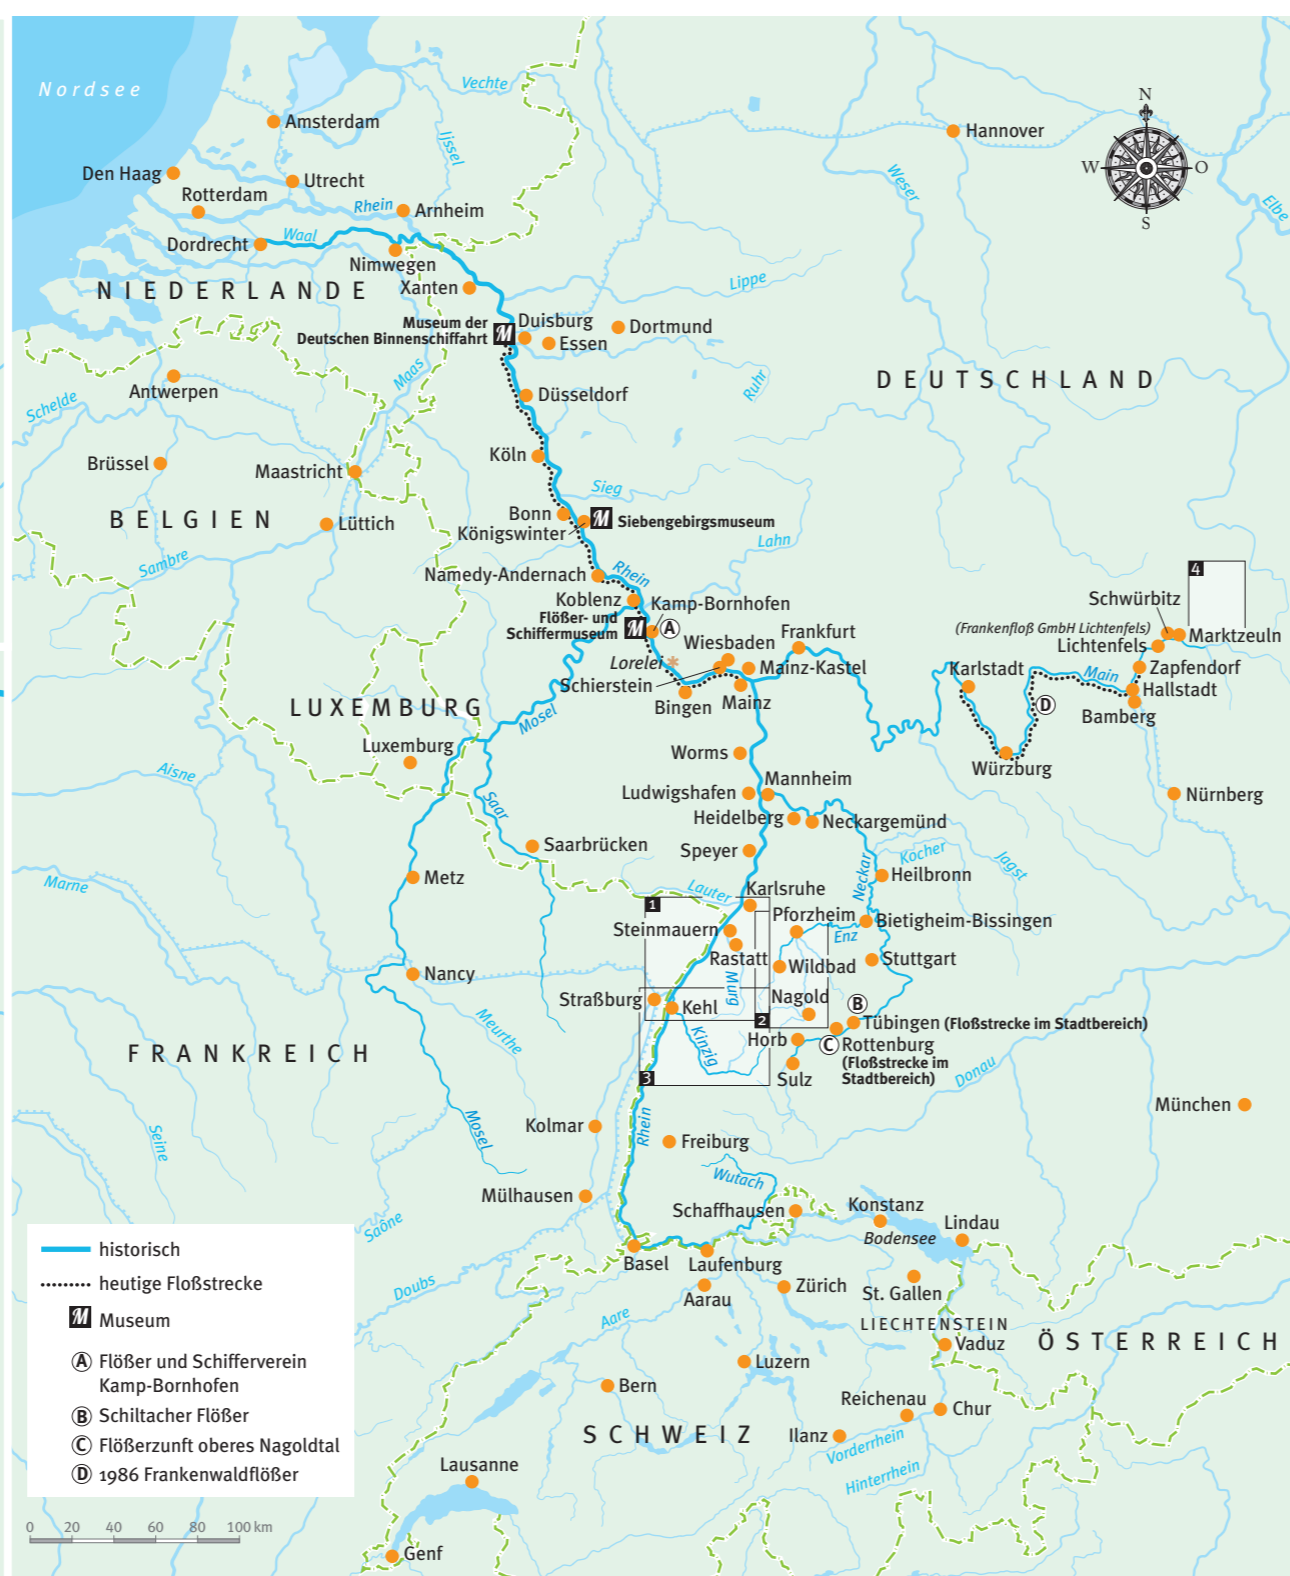 Nordsee
Vechte
Amsterdam
Ijssel
Hannover
N
W
O
S
Den Haag
Utrecht
Weser
Elbe
Rotterdam
Rhein
Arnheim
Dordrecht
Waal
Nimwegen
NIEDERLANDE
Xanten
Lippe
Museum der
Deutschen Binnenschiffahrt
M
Duisburg
Dortmund
Essen
Maas
Ruhr
DEUTSCHLAND
Antwerpen
Schelde
Düsseldorf
Köln
Brüssel
Maastricht
Sieg
BELGIEN
Lüttich
Bonn
Königswinter
M
Siebengebirgsmuseum
Sambre
Lahn
Namedy-Andernach
Rhein
4
Koblenz
Kamp-Bornhofen
Schwürbitz
Flößer- und
Schiffermuseum
M
A
(Frankenfloß GmbH Lichtenfels)
Marktzeuln
Wiesbaden
Frankfurt
Lichtenfels
Lorelei *
Mainz-Kastel
Karlstadt
Main
Zapfendorf
Schierstein
Hallstadt
Bingen
Mainz
D
Bamberg
LUXEMBURG
Mosel
Luxemburg
Worms
Würzburg
Aisne
Mannheim
Ludwigshafen
Nürnberg
Saar
Heidelberg
Neckargemünd
Saarbrücken
Speyer
Kocher
Jagst
Neckar
Marne
Metz
Lauter
Karlsruhe
Heilbronn
1
Pforzheim
Bietigheim-Bissingen
Steinmauern
Enz
Rastatt
Wildbad
Stuttgart
Nancy
Murg
Straßburg
Kehl
Nagold
B
2
Tübingen (Floßstrecke im Stadtbereich)
Meurthe
Kinzig
Horb
C
Rottenburg
(Floßstrecke im
Stadtbereich)
FRANKREICH
3
Sulz
Donau
München
Mosel
Kolmar
Rhein
Freiburg
Seine
Wutach
Mülhausen
Schaffhausen
Konstanz
Saône
Bodensee
Lindau
Basel
Laufenburg
Doubs
Aarau
Zürich
St. Gallen
Aare
LIECHTENSTEIN
Vaduz
ÖSTERREICH
Luzern
Bern
Reichenau
Chur
SCHWEIZ
Ilanz
Vorderrhein
Hinterrhein
Lausanne
Genf
historisch
heutige Floßstrecke
M Museum
A Flößer und Schifferverein
Kamp-Bornhofen
B Schiltacher Flößer
C Flößerzunft oberes Nagoldtal
D 1986 Frankenwaldflößer
0 20 40 60 80 100 km